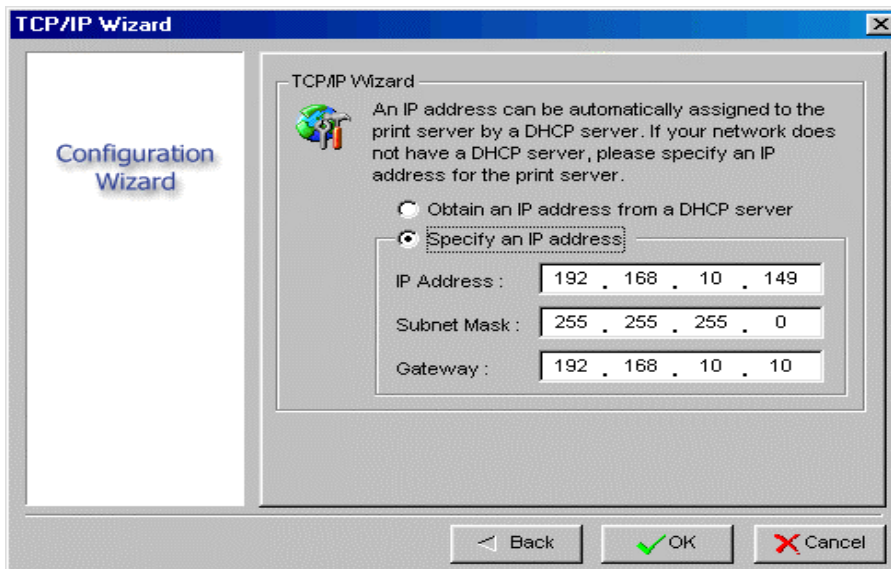 TCP/IP Wizard
Configuration
Wizard
TCP/IP Wizard
An IP address can be automatically assigned to the
print server by a DHCP server. If your network does
not have a DHCP server, please specify an IP
address for the print server.
Obtain an IP address from a DHCP server
Specify an IP address
IP Address : 192 . 168 . 10 . 149
Subnet Mask : 255 . 255 . 255 . 0
Gateway : 192 . 168 . 10 . 10
< Back
OK
Cancel